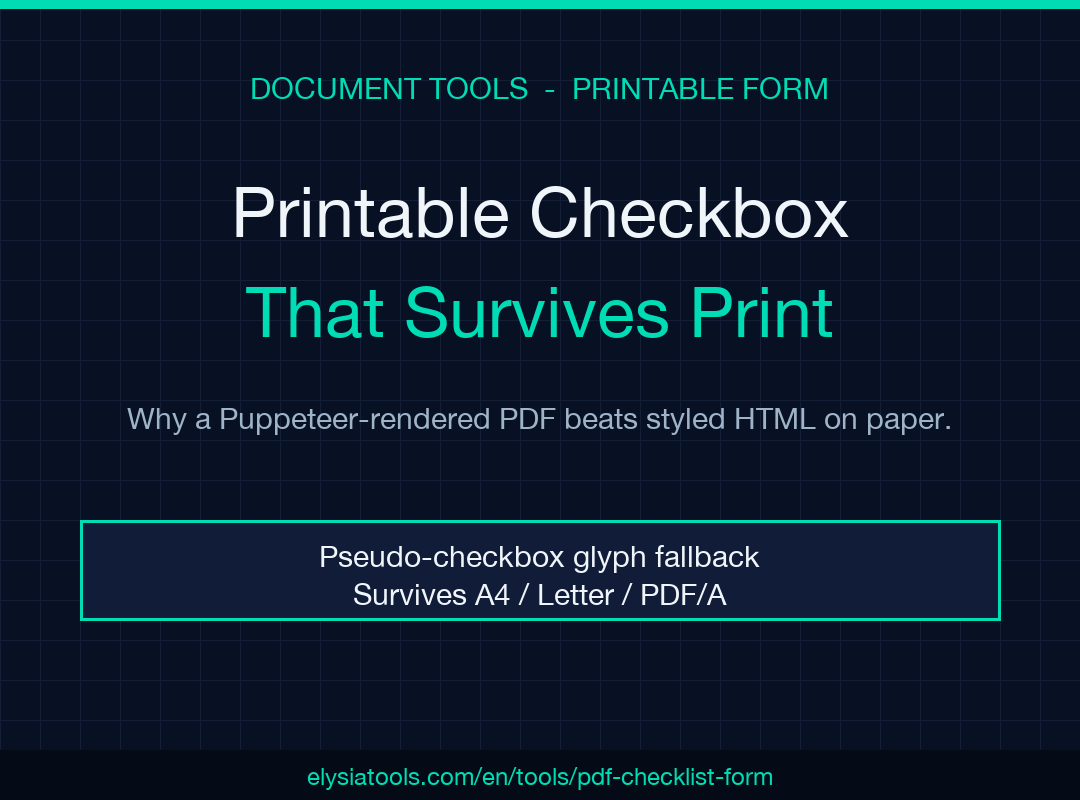 DOCUMENT TOOLS - PRINTABLE FORM
Printable Checkbox
That Survives Print
Why a Puppeteer-rendered PDF beats styled HTML on paper.
Pseudo-checkbox glyph fallback
Survives A4 / Letter / PDF/A
elysiatools.com/en/tools/pdf-checklist-form